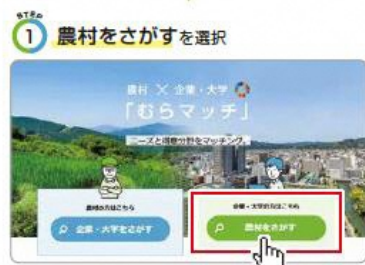 STEP
1 農村をさがすを選択
農村 × 企業・大学
「むらマッチ」
ニーズと得意分野をマッチング。
農村の方はこちら
企業・大学の方はこちら
企業・大学をさがす
農村をさがす